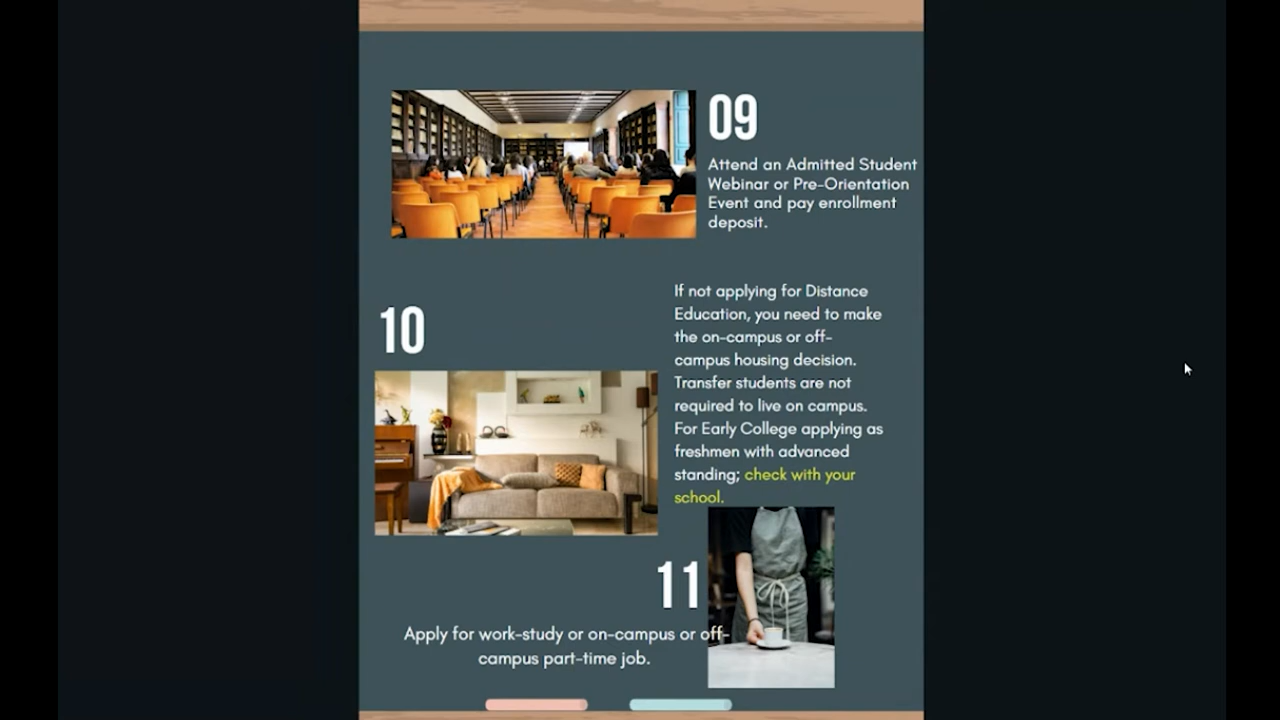 09
Attend an Admitted Student
Webinar or Pre-Orientation
Event and pay enrollment
deposit.
10
If not applying for Distance
Education, you need to make
the on-campus or off-
campus housing decision.
Transfer students are not
required to live on campus.
For Early College applying as
freshmen with advanced
standing; check with your
school.
11
Apply for work-study or on-campus or off-
campus part-time job.